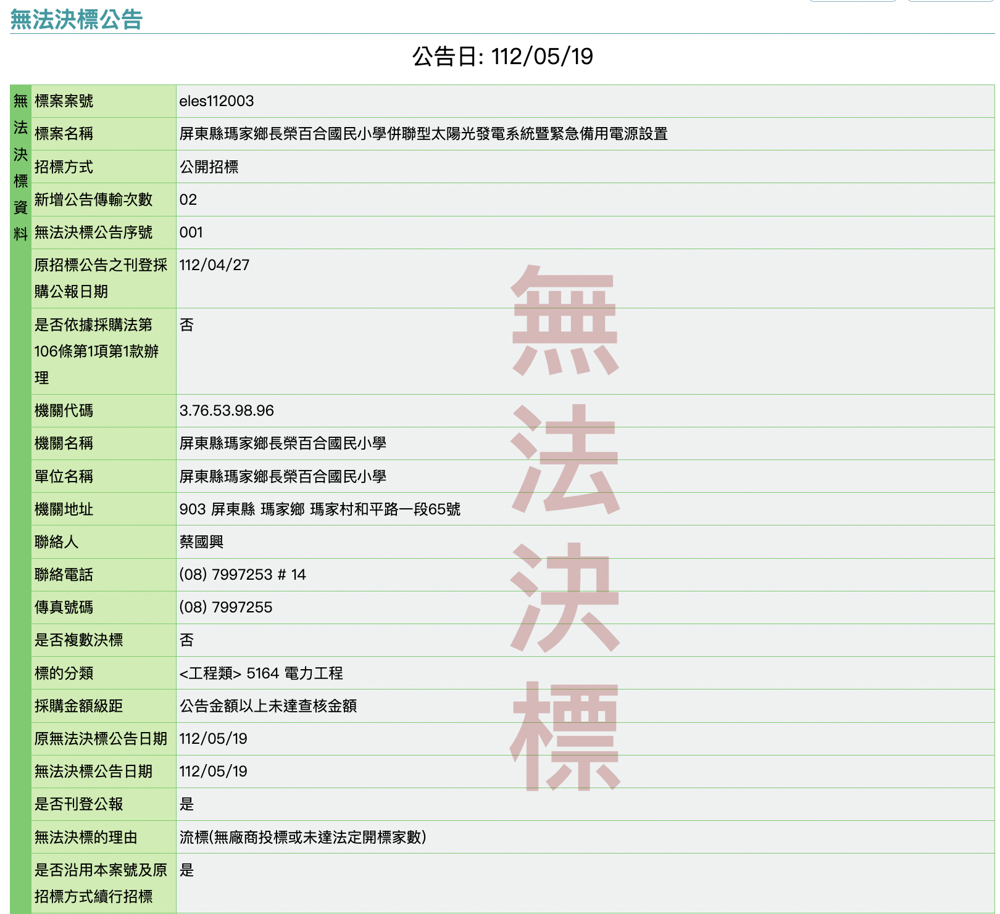 無法決標公告
公告日: 112/05/19
無法決標資料
標案案號 eles112003
標案名稱 屏東縣瑪家鄉長榮百合國民小學併聯型太陽光發電系統暨緊急備用電源設置
招標方式 公開招標
新增公告傳輸次數 02
無法決標公告序號 001
原招標公告之刊登採 112/04/27
購公報日期
是否依據採購法第 否
106條第1項第1款辦
理
機關代碼 3.76.53.98.96
機關名稱 屏東縣瑪家鄉長榮百合國民小學
單位名稱 屏東縣瑪家鄉長榮百合國民小學
機關地址 903 屏東縣 瑪家鄉 瑪家村和平路一段65號
聯絡人 蔡國興
聯絡電話 (08) 7997253 # 14
傳真號碼 (08) 7997255
是否複數決標 否
標的分類 <工程類> 5164 電力工程
採購金額級距 公告金額以上未達查核金額
原無法決標公告日期 112/05/19
無法決標公告日期 112/05/19
是否刊登公報 是
無法決標的理由 流標(無廠商投標或未達法定開標家數)
是否沿用本案號及原 是
招標方式續行招標
無法決標